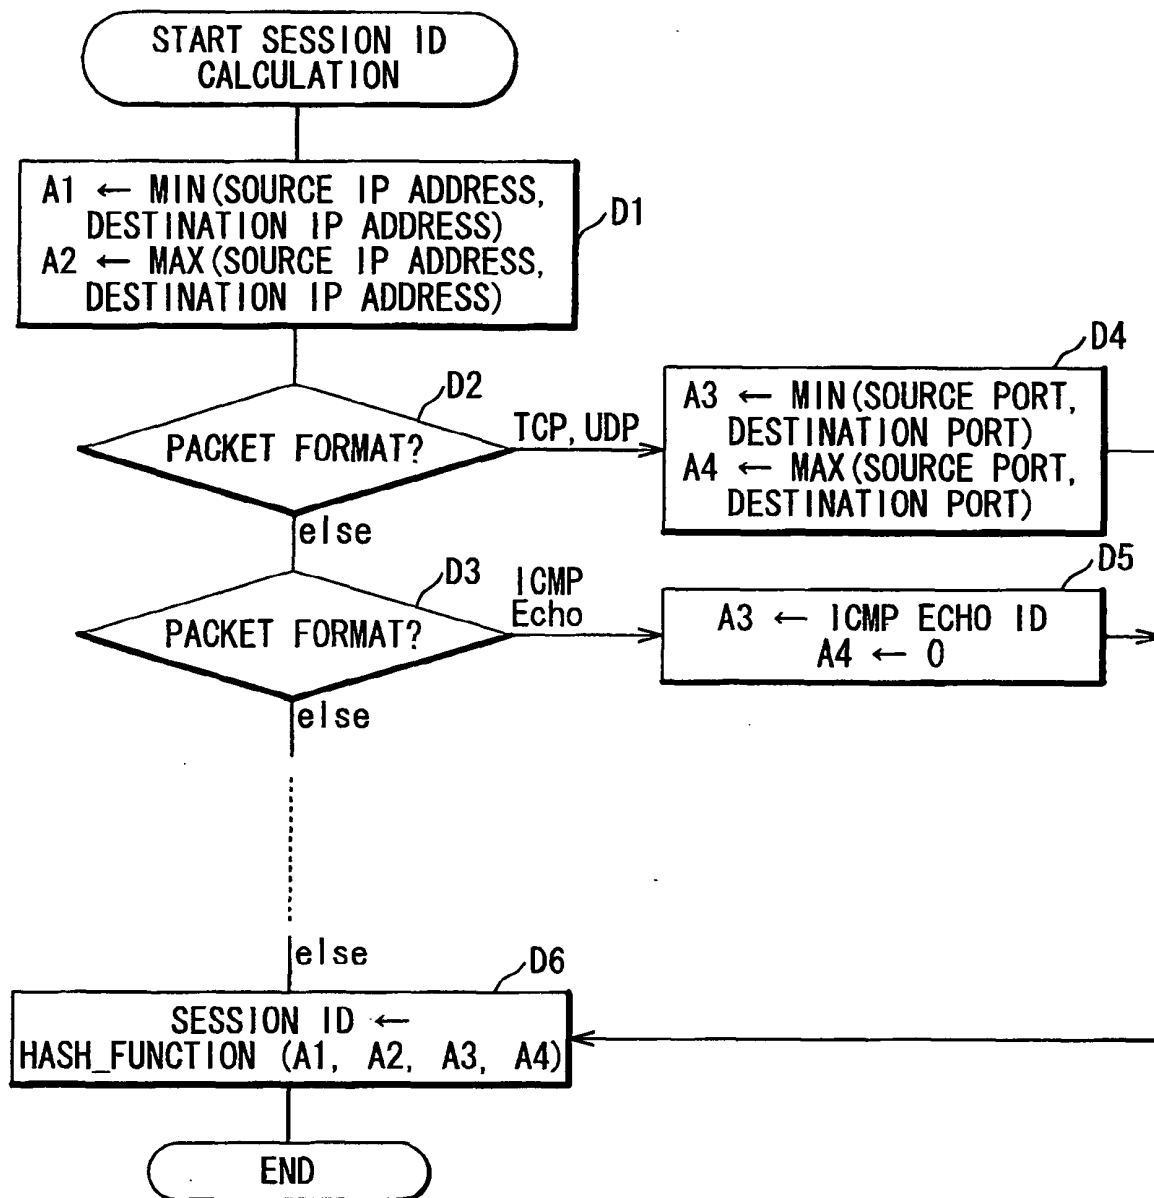 START SESSION ID
CALCULATION
A1 ← MIN(SOURCE IP ADDRESS,
DESTINATION IP ADDRESS)
A2 ← MAX(SOURCE IP ADDRESS,
DESTINATION IP ADDRESS)
D1
D2
PACKET FORMAT?
TCP, UDP
else
D4
A3 ← MIN(SOURCE PORT,
DESTINATION PORT)
A4 ← MAX(SOURCE PORT,
DESTINATION PORT)
D3
PACKET FORMAT?
ICMP
Echo
else
D5
A3 ← ICMP ECHO ID
A4 ← 0
else
D6
SESSION ID ←
HASH_FUNCTION (A1, A2, A3, A4)
END